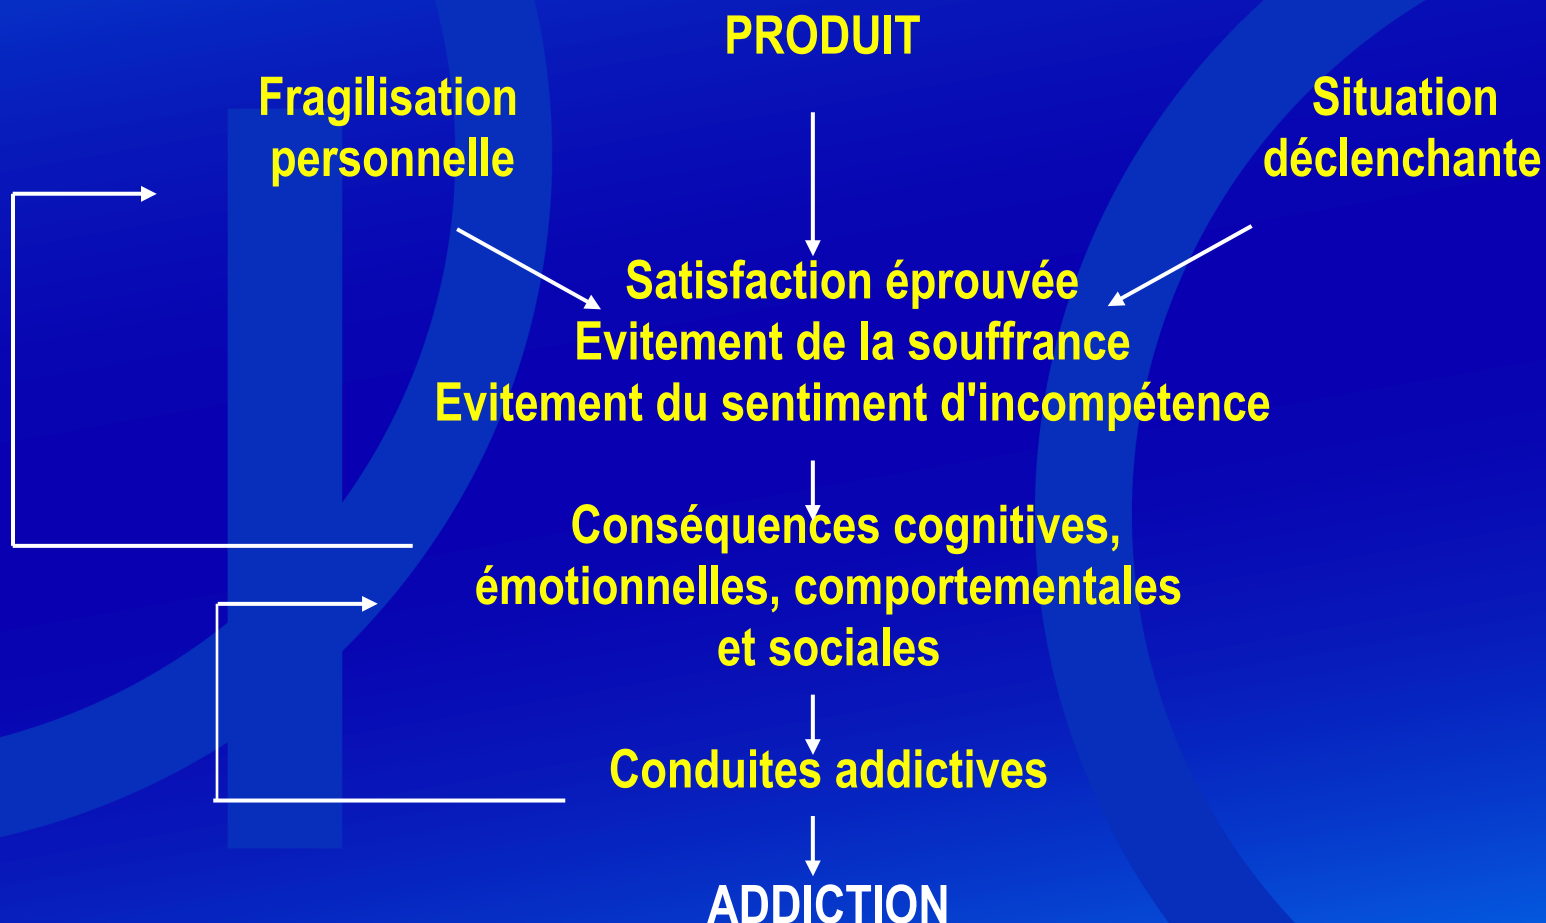 PRODUIT
Fragilisation
personnelle
Situation
déclenchante
Satisfaction éprouvée
Evitement de la souffrance
Evitement du sentiment d'incompétence
Conséquences cognitives,
émotionnelles, comportementales
et sociales
Conduites addictives
ADDICTION